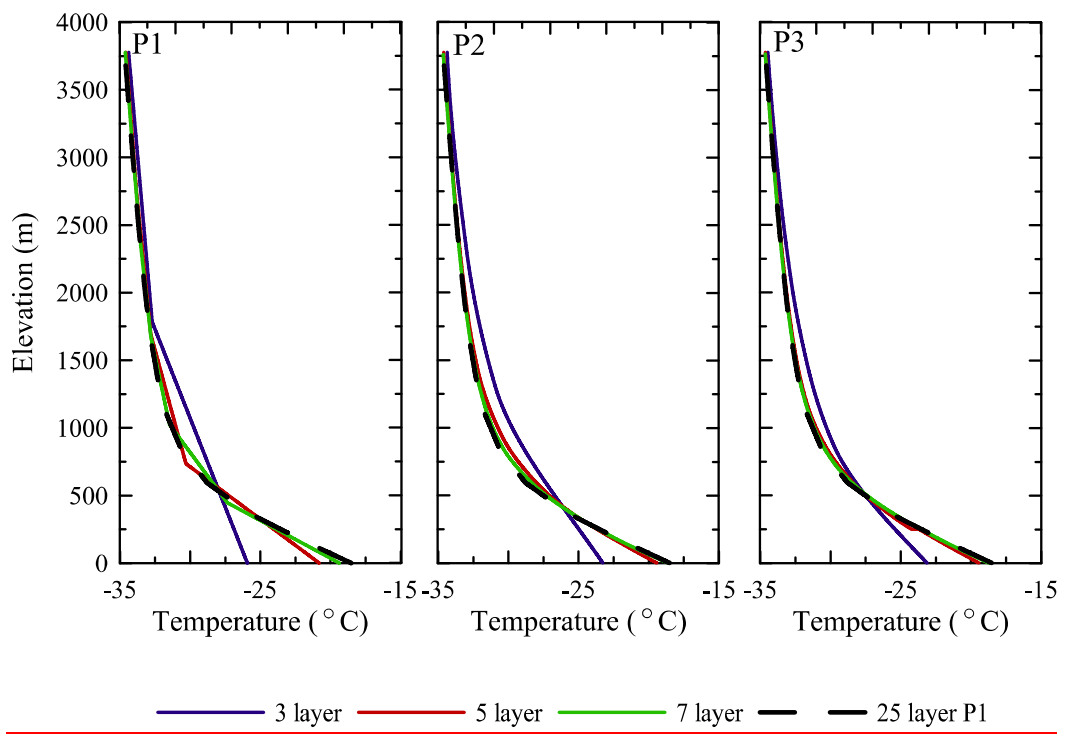 P1 P2 P3
4000
3500
3000
2500
2000
1500
1000
500
0
Elevation (m)
-35 -25 -15 -35 -25 -15 -35 -25 -15
Temperature (°C) Temperature (°C) Temperature (°C)
3 layer 5 layer 7 layer 25 layer P1